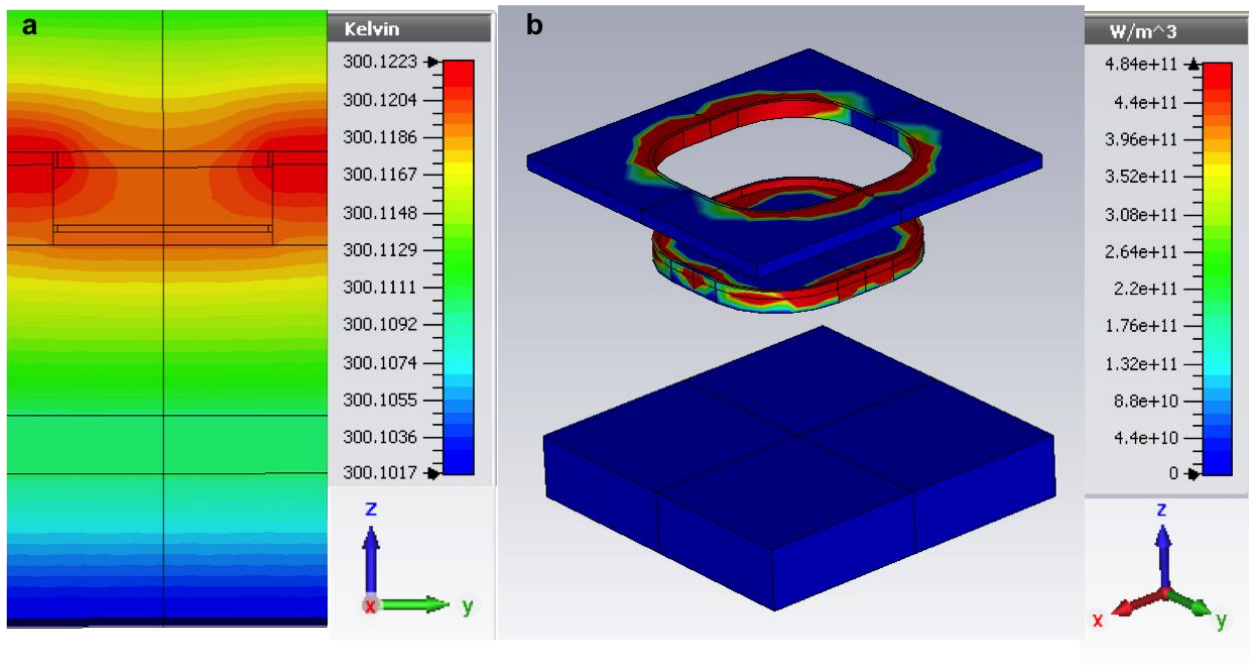 a
Kelvin
300.1223
300.1204
300.1186
300.1167
300.1148
300.1129
300.1111
300.1092
300.1074
300.1055
300.1036
300.1017
z
x
y
b
W/m^3
4.84e+11
4.4e+11
3.96e+11
3.52e+11
3.08e+11
2.64e+11
2.2e+11
1.76e+11
1.32e+11
8.8e+10
4.4e+10
0
z
x
y